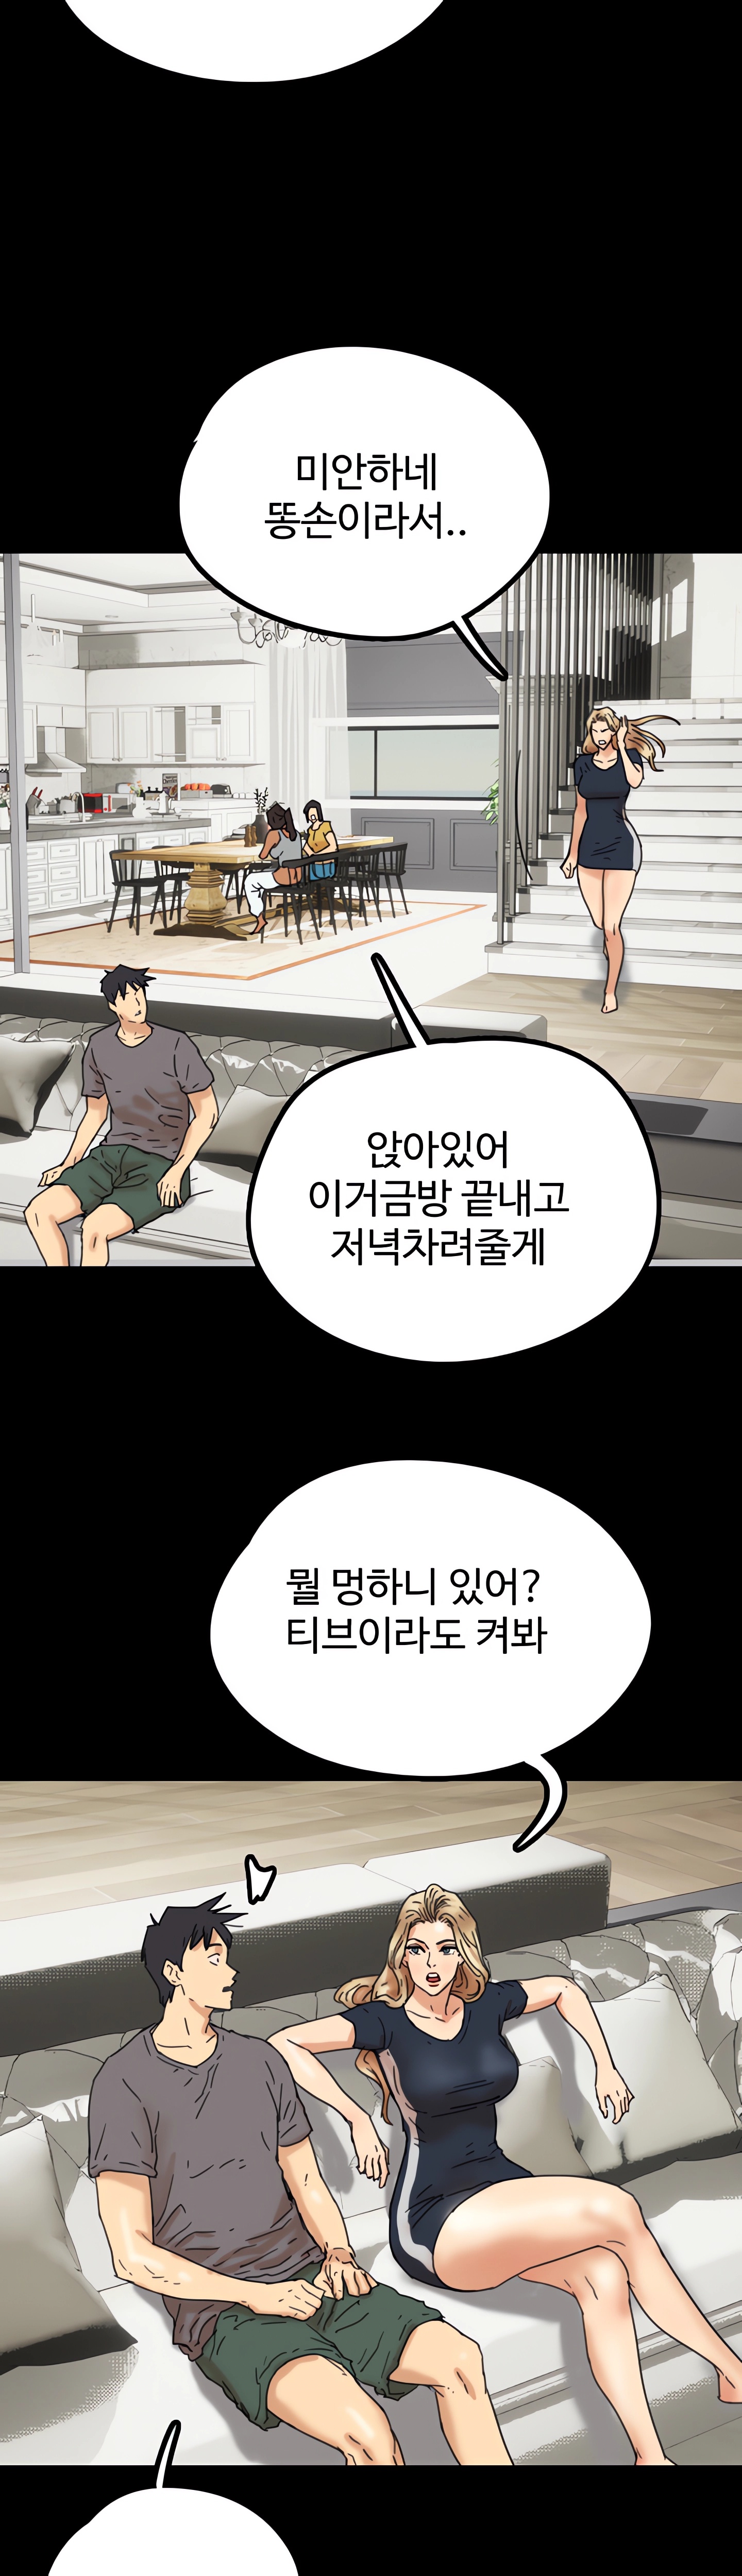 미안하네
똥손이라서..
앉아있어
이거금방 끝내고
저녁차려줄게
뭘 멍하니 있어?
티브이라도 켜봐